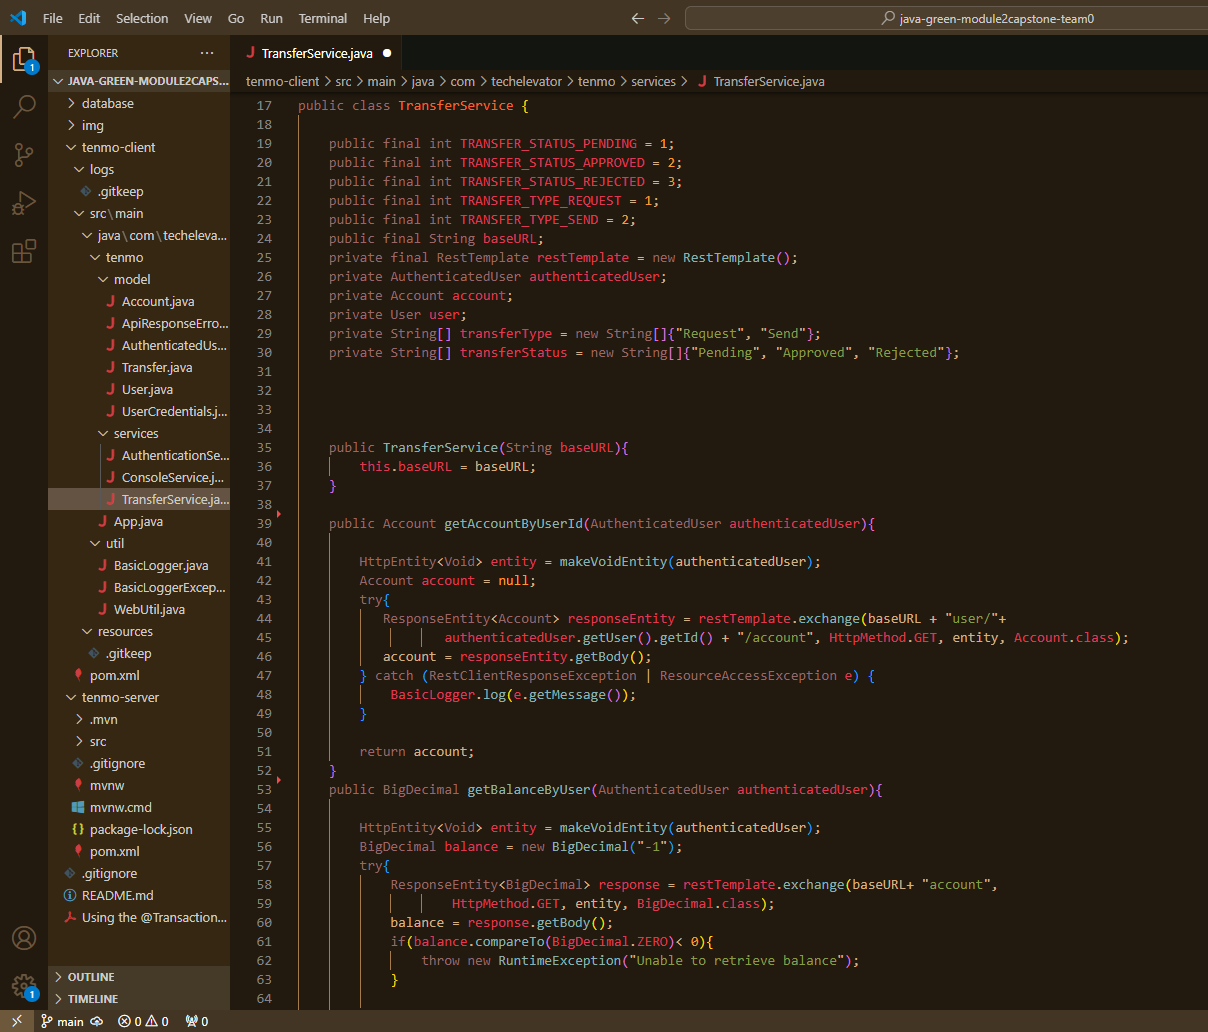 File Edit Selection View Go Run Terminal Help
java-green-module2capstone-team0
EXPLORER ...
JAVA-GREEN-MODULE2CAPS...
database
img
tenmo-client
logs
.gitkeep
src\main
java\com\techeleva...
tenmo
model
Account.java
ApiResponseErro...
AuthenticatedUs...
Transfer.java
User.java
UserCredentials.j...
services
AuthenticationSe...
ConsoleService.j...
TransferService.ja...
App.java
util
BasicLogger.java
BasicLoggerExcep...
WebUtil.java
resources
.gitkeep
pom.xml
tenmo-server
.mvn
src
.gitignore
mvnw
mvnw.cmd
package-lock.json
pom.xml
.gitignore
README.md
Using the @Transaction...
OUTLINE
TIMELINE
1
1
TransferService.java
tenmo-client > src > main > java > com > techelevator > tenmo > services > TransferService.java
17 public class TransferService {
18
19 public final int TRANSFER_STATUS_PENDING = 1;
20 public final int TRANSFER_STATUS_APPROVED = 2;
21 public final int TRANSFER_STATUS_REJECTED = 3;
22 public final int TRANSFER_TYPE_REQUEST = 1;
23 public final int TRANSFER_TYPE_SEND = 2;
24 public final String baseURL;
25 private final RestTemplate restTemplate = new RestTemplate();
26 private AuthenticatedUser authenticatedUser;
27 private Account account;
28 private User user;
29 private String[] transferType = new String[]{"Request", "Send"};
30 private String[] transferStatus = new String[]{"Pending", "Approved", "Rejected"};
31
32
33
34
35 public TransferService(String baseURL){
36 this.baseURL = baseURL;
37 }
38
39 public Account getAccountByUserId(AuthenticatedUser authenticatedUser){
40
41 HttpEntity<Void> entity = makeVoidEntity(authenticatedUser);
42 Account account = null;
43 try{
44 ResponseEntity<Account> responseEntity = restTemplate.exchange(baseURL + "user/"+
45 authenticatedUser.getUser().getId() + "/account", HttpMethod.GET, entity, Account.class);
46 account = responseEntity.getBody();
47 } catch (RestClientResponseException | ResourceAccessException e) {
48 BasicLogger.log(e.getMessage());
49 }
50
51 return account;
52 }
53 public BigDecimal getBalanceByUser(AuthenticatedUser authenticatedUser){
54
55 HttpEntity<Void> entity = makeVoidEntity(authenticatedUser);
56 BigDecimal balance = new BigDecimal("-1");
57 try{
58 ResponseEntity<BigDecimal> response = restTemplate.exchange(baseURL+ "account",
59 HttpMethod.GET, entity, BigDecimal.class);
60 balance = response.getBody();
61 if(balance.compareTo(BigDecimal.ZERO)< 0){
62 throw new RuntimeException("Unable to retrieve balance");
63 }
64
main 0 0 0